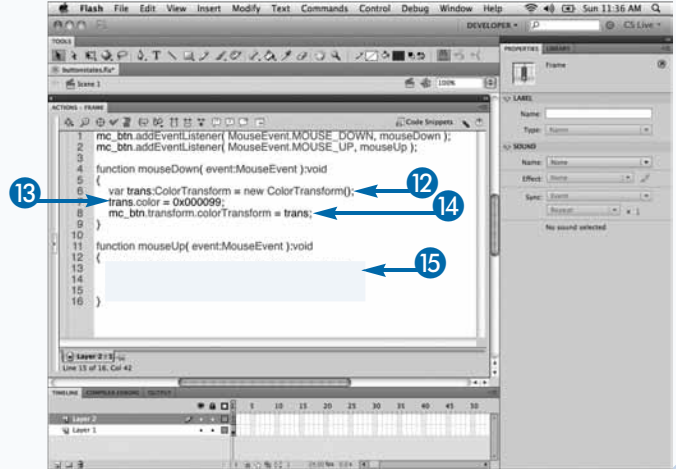 Flash File Edit View Insert Modify Text Commands Control Debug Window Help Sun 11:36 AM
DEVELOPER CS Live
TOOLS
buttonstates.fla*
Scene 1 100%
ACTIONS - FRAME
Code Snippets
1 mc_btn.addEventListener( MouseEvent.MOUSE_DOWN, mouseDown );
2 mc_btn.addEventListener( MouseEvent.MOUSE_UP, mouseUp );
3
4 function mouseDown( event:MouseEvent ):void
5 {
6 var trans:ColorTransform = new ColorTransform(); 12
13 7 trans.color = 0x000099;
8 mc_btn.transform.colorTransform = trans; 14
9 }
10
11 function mouseUp( event:MouseEvent ):void
12 {
13 15
14
15
16 }
Layer 2 : 1
Line 15 of 16, Col 42
TIMELINE COMPILER ERRORS OUTPUT
5 10 15 20 25 30 35 40 45 50
Layer 2
Layer 1
PROPERTIES LIBRARY
Frame
LABEL
Name:
Type: Name
SOUND
Name: None
Effect: None
Sync: Event
Repeat x 1
No sound selected